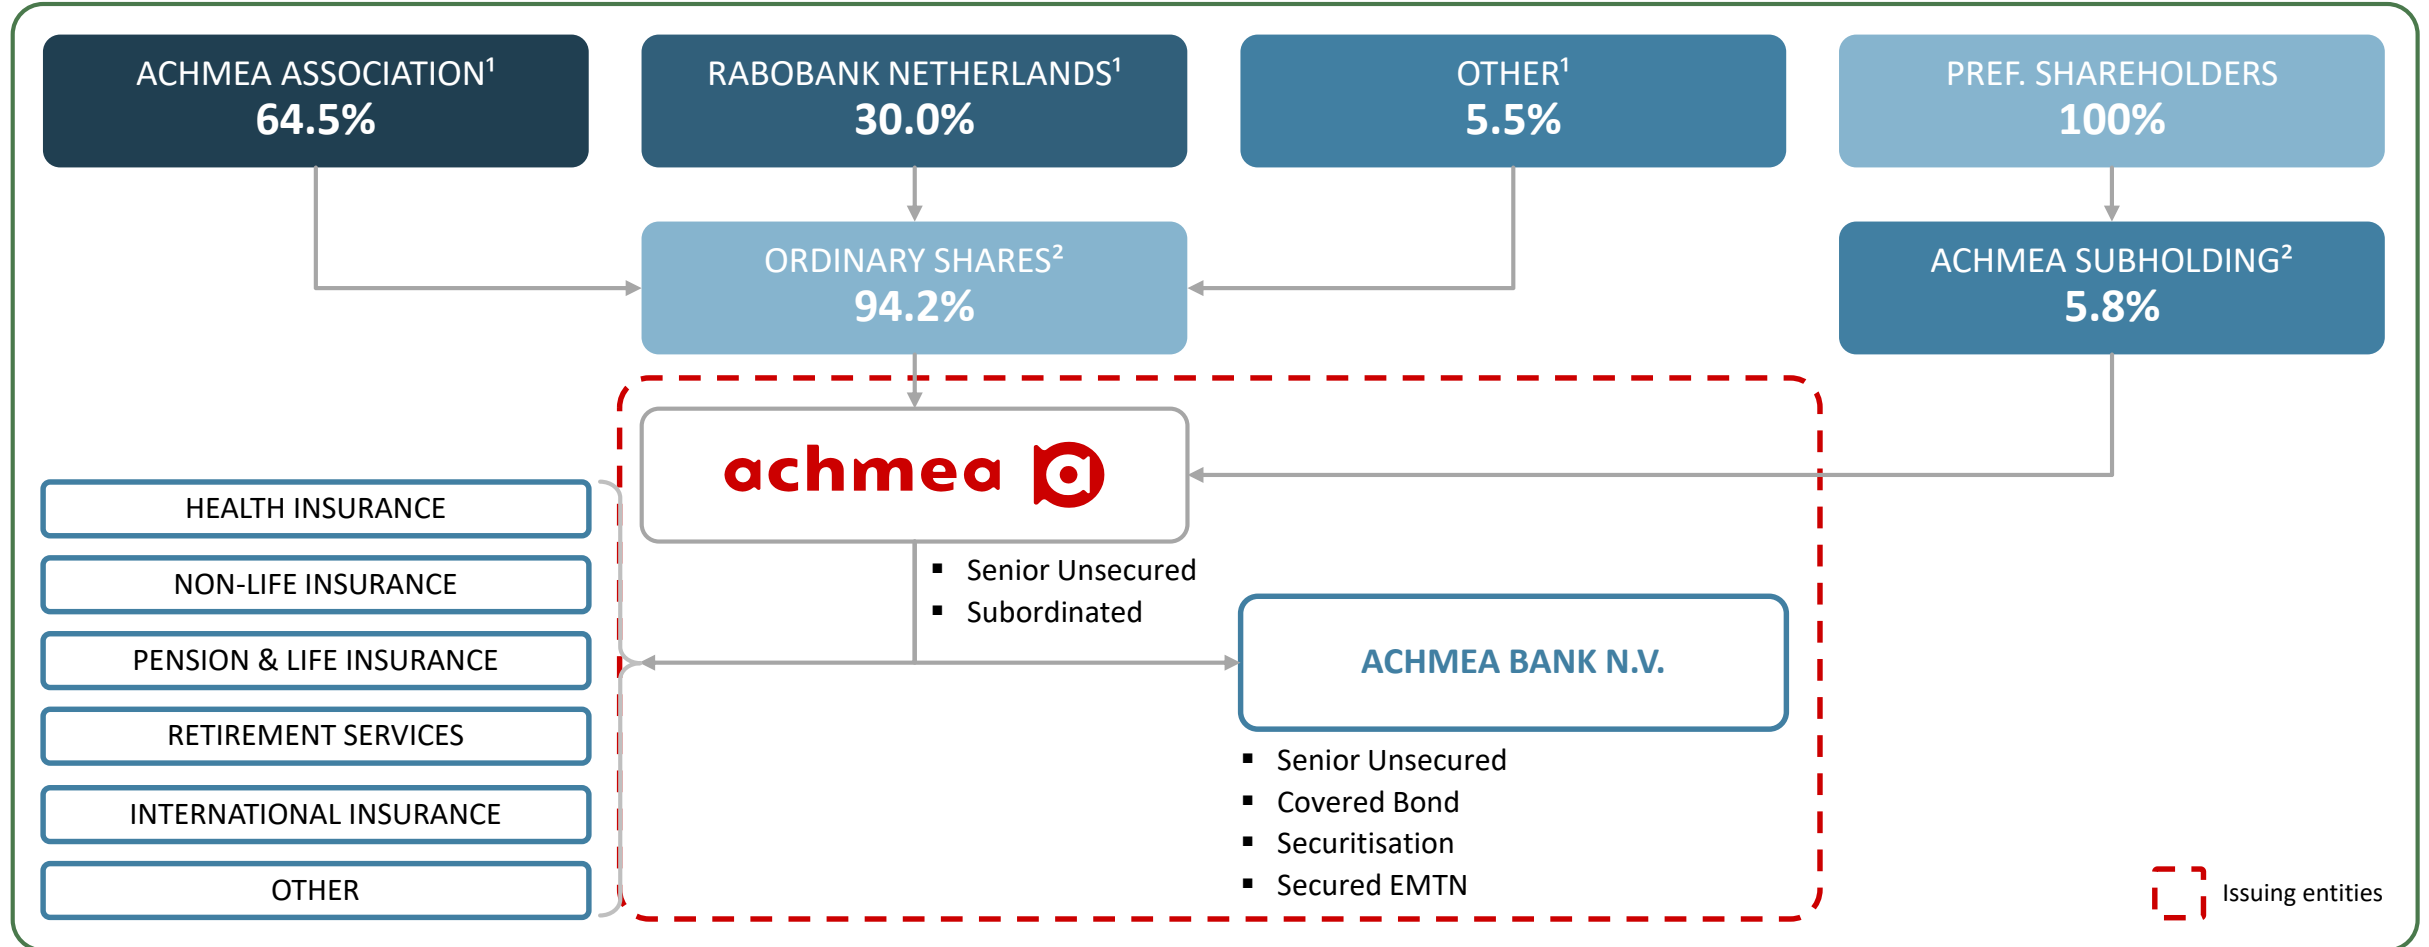 ACHMEA ASSOCIATION¹
64.5%
RABOBANK NETHERLANDS¹
30.0%
OTHER¹
5.5%
PREF. SHAREHOLDERS
100%
ORDINARY SHARES²
94.2%
ACHMEA SUBHOLDING²
5.8%
achmea
HEALTH INSURANCE
NON-LIFE INSURANCE
PENSION & LIFE INSURANCE
RETIREMENT SERVICES
INTERNATIONAL INSURANCE
OTHER
▪ Senior Unsecured
▪ Subordinated
ACHMEA BANK N.V.
▪ Senior Unsecured
▪ Covered Bond
▪ Securitisation
▪ Secured EMTN
Issuing entities